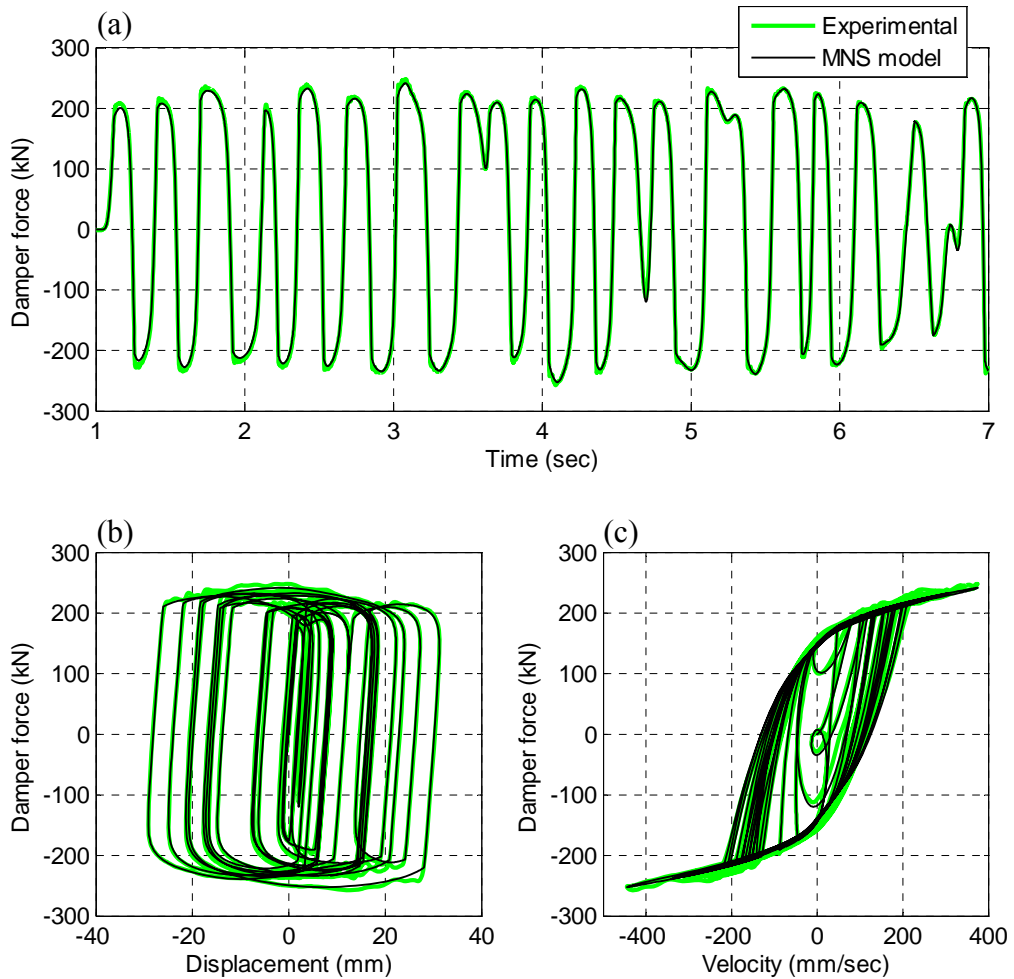 (a)
Experimental
MNS model
300
200
100
0
-100
-200
-300
Damper force (kN)
1 2 3 4 5 6 7
Time (sec)
(b)
300
200
100
0
-100
-200
-300
Damper force (kN)
-40 -20 0 20 40
Displacement (mm)
(c)
300
200
100
0
-100
-200
-300
Damper force (kN)
-400 -200 0 200 400
Velocity (mm/sec)